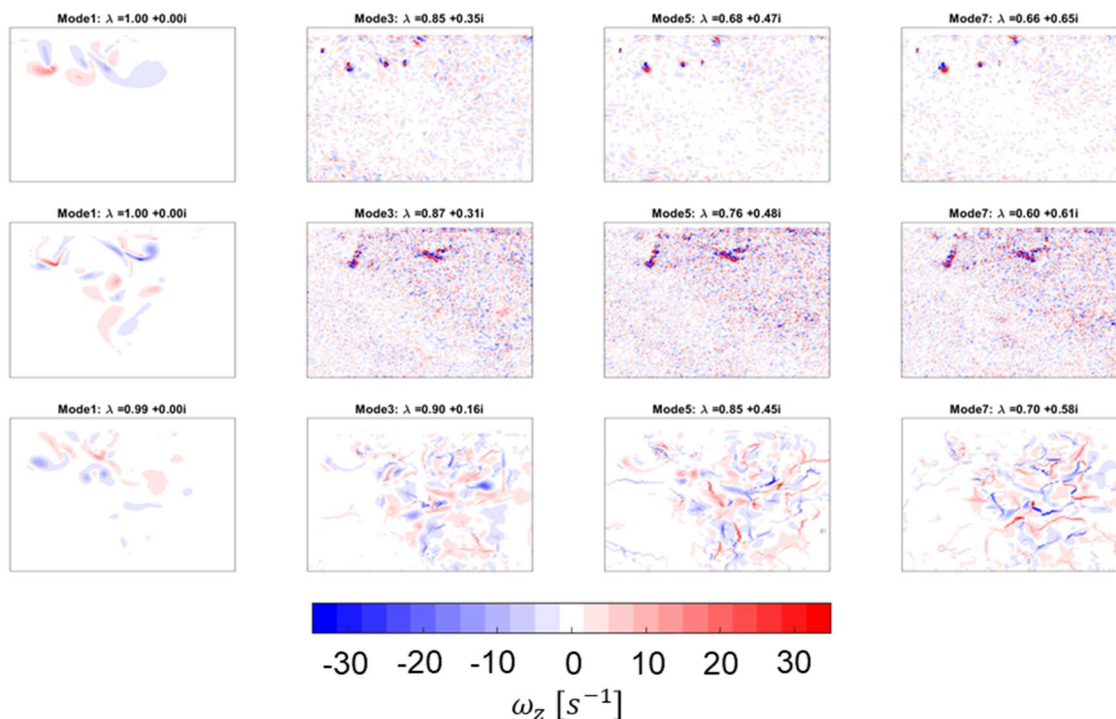 Mode1: λ =1.00 +0.00i
Mode3: λ =0.85 +0.35i
Mode5: λ =0.68 +0.47i
Mode7: λ =0.66 +0.65i
Mode1: λ =1.00 +0.00i
Mode3: λ =0.87 +0.31i
Mode5: λ =0.76 +0.48i
Mode7: λ =0.60 +0.61i
Mode1: λ =0.99 +0.00i
Mode3: λ =0.90 +0.16i
Mode5: λ =0.85 +0.45i
Mode7: λ =0.70 +0.58i
-30 -20 -10 0 10 20 30
ω_z [s⁻¹]